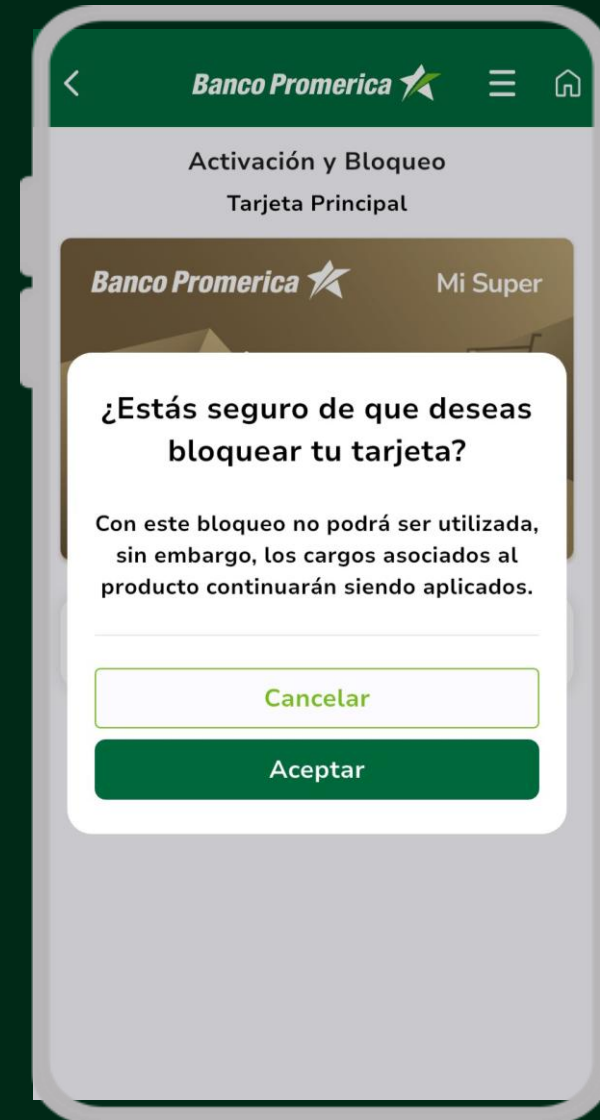 Banco Promerica
Activación y Bloqueo
Tarjeta Principal
Banco Promerica
Mi Super
¿Estás seguro de que deseas
bloquear tu tarjeta?
Con este bloqueo no podrá ser utilizada,
sin embargo, los cargos asociados al
producto continuarán siendo aplicados.
Cancelar
Aceptar